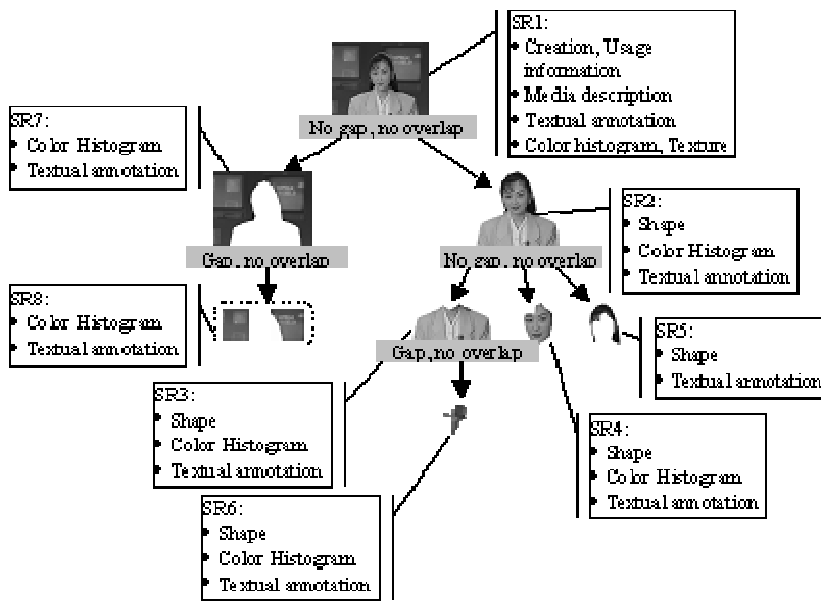 SR1:
• Creation, Usage
information
• Media description
• Textual annotation
• Color histogram, Texture
No gap, no overlap
SR7:
• Color Histogram
• Textual annotation
SR2:
• Shape
• Color Histogram
• Textual annotation
Gap, no overlap
No gap, no overlap
SR8:
• Color Histogram
• Textual annotation
SR5:
• Shape
• Textual annotation
Gap, no overlap
SR3:
• Shape
• Color Histogram
• Textual annotation
SR4:
• Shape
• Color Histogram
• Textual annotation
SR6:
• Shape
• Color Histogram
• Textual annotation